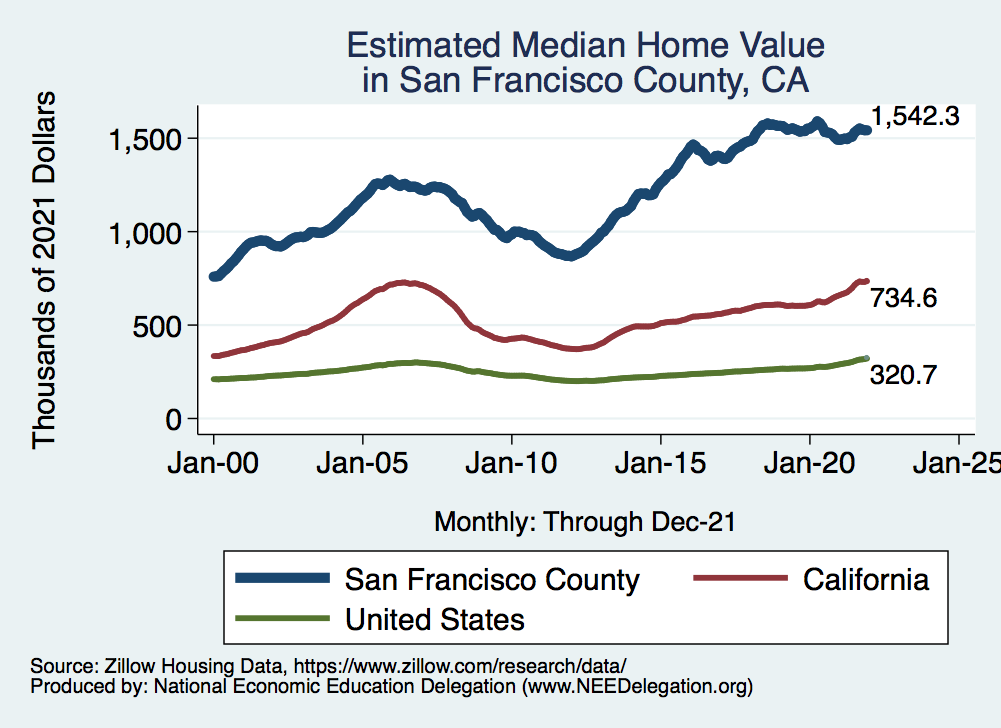 Estimated Median Home Value
in San Francisco County, CA
Thousands of 2021 Dollars
1,500
1,000
500
0
1,542.3
734.6
320.7
Jan-00 Jan-05 Jan-10 Jan-15 Jan-20 Jan-25
Monthly: Through Dec-21
San Francisco County California
United States
Source: Zillow Housing Data, https://www.zillow.com/research/data/
Produced by: National Economic Education Delegation (www.NEEDelegation.org)